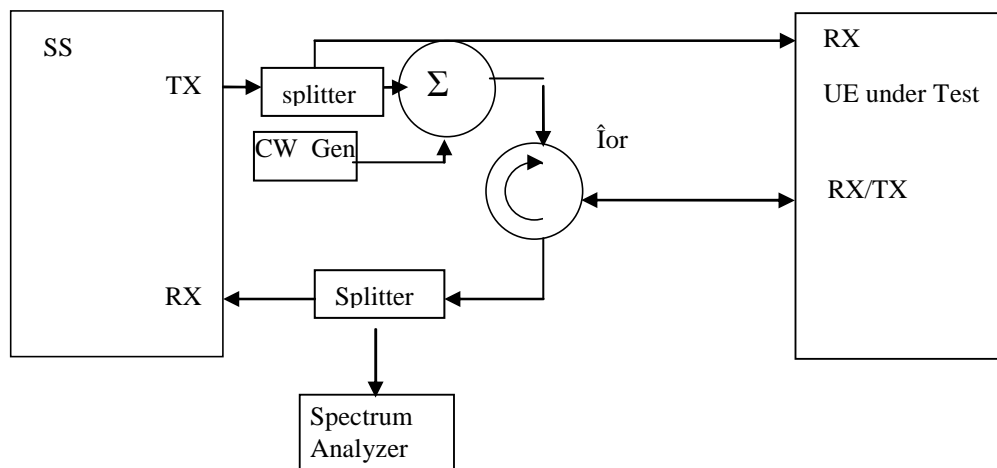 SS
RX
TX
splitter
Σ
UE under Test
CW Gen
Îor
RX/TX
RX
Splitter
Spectrum
Analyzer